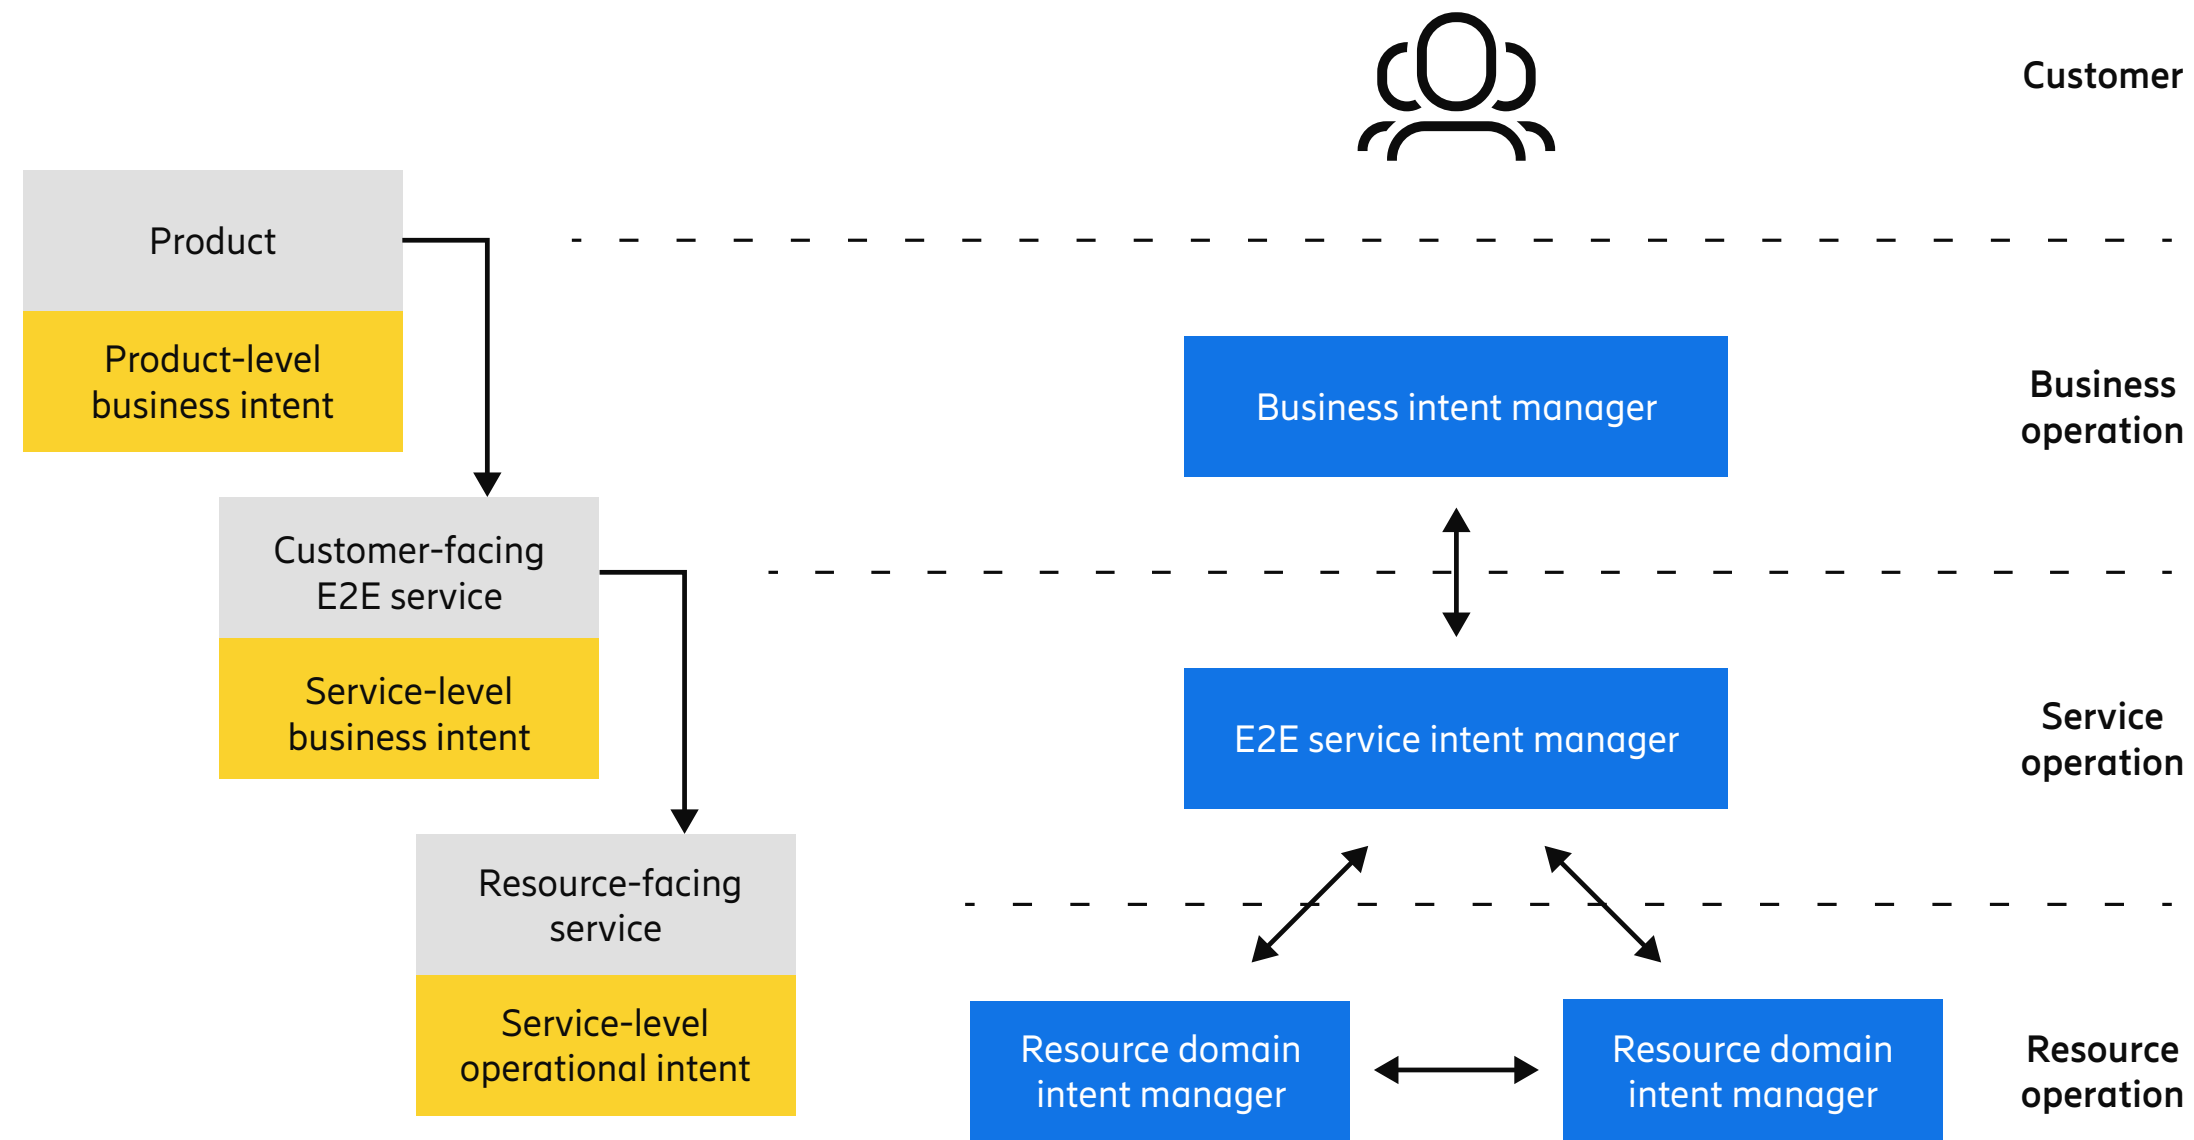 Customer
Product
Product-level
business intent
Business intent manager
Business
operation
Customer-facing
E2E service
Service-level
business intent
E2E service intent manager
Service
operation
Resource-facing
service
Service-level
operational intent
Resource domain
intent manager
Resource domain
intent manager
Resource
operation